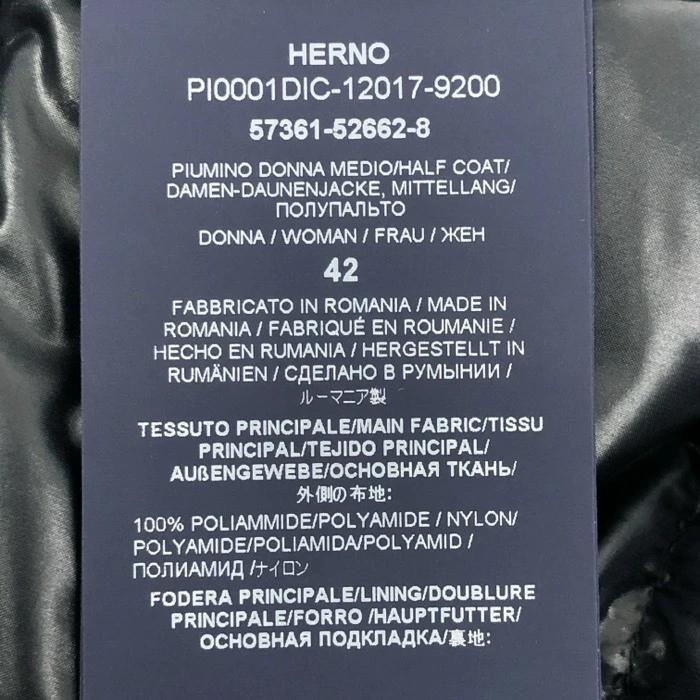 HERNO
PI0001DIC-12017-9200
57361-52662-8
PIUMINO DONNA MEDIO/HALF COAT/
DAMEN-DAUNENJACKE, MITTELLANG/
ПОЛУПАЛЬТО
DONNA / WOMAN / FRAU / ЖЕН
42
FABBRICATO IN ROMANIA / MADE IN
ROMANIA / FABRIQUÉ EN ROUMANIE /
HECHO EN RUMANIA / HERGESTELLT IN
RUMÄNIEN / СДЕЛАНО В РУМЫНИИ /
ルーマニア製
TESSUTO PRINCIPALE/MAIN FABRIC/TISSU
PRINCIPAL/TEJIDO PRINCIPAL/
AUßENGEWEBE/ОСНОВНАЯ ТКАНЬ/
外側の布地:
100% POLIAMMIDE/POLYAMIDE / NYLON/
POLYAMIDE/POLIAMIDA/POLYAMID /
ПОЛИАМИД /ナイロン
FODERA PRINCIPALE/LINING/DOUBLURE
PRINCIPALE/FORRO /HAUPTFUTTER/
ОСНОВНАЯ ПОДКЛАДКА/裏地: